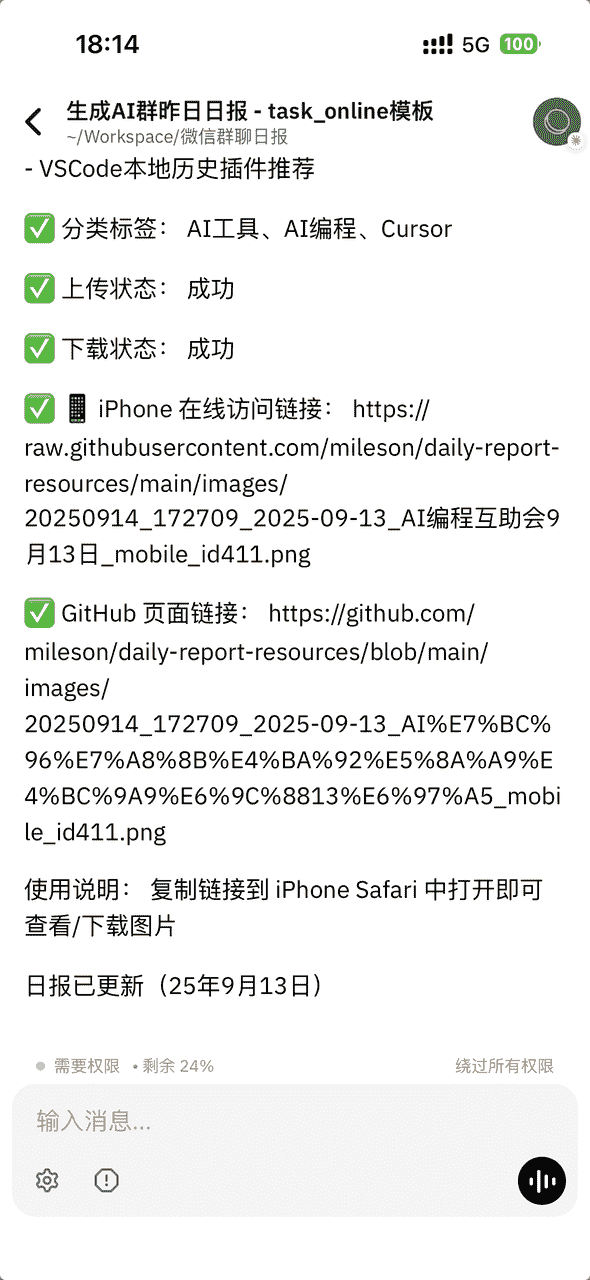 18:14
5G 100
生成AI群昨日日报 - task_online模板
~/Workspace/微信群聊日报
- VSCode本地历史插件推荐
✅ 分类标签： AI工具、AI编程、Cursor
✅ 上传状态： 成功
✅ 下载状态： 成功
✅ 📱 iPhone 在线访问链接： https://
raw.githubusercontent.com/mileson/daily-report-
resources/main/images/
20250914_172709_2025-09-13_AI编程互助会9
月13日_mobile_id411.png
✅ GitHub 页面链接： https://github.com/
mileson/daily-report-resources/blob/main/
images/
20250914_172709_2025-09-13_AI%E7%BC%
96%E7%A8%8B%E4%BA%92%E5%8A%A9%E
4%BC%9A9%E6%9C%8813%E6%97%A5_mobi
le_id411.png
使用说明： 复制链接到 iPhone Safari 中打开即可
查看/下载图片
日报已更新（25年9月13日）
需要权限 • 剩余 24% 绕过所有权限
输入消息...